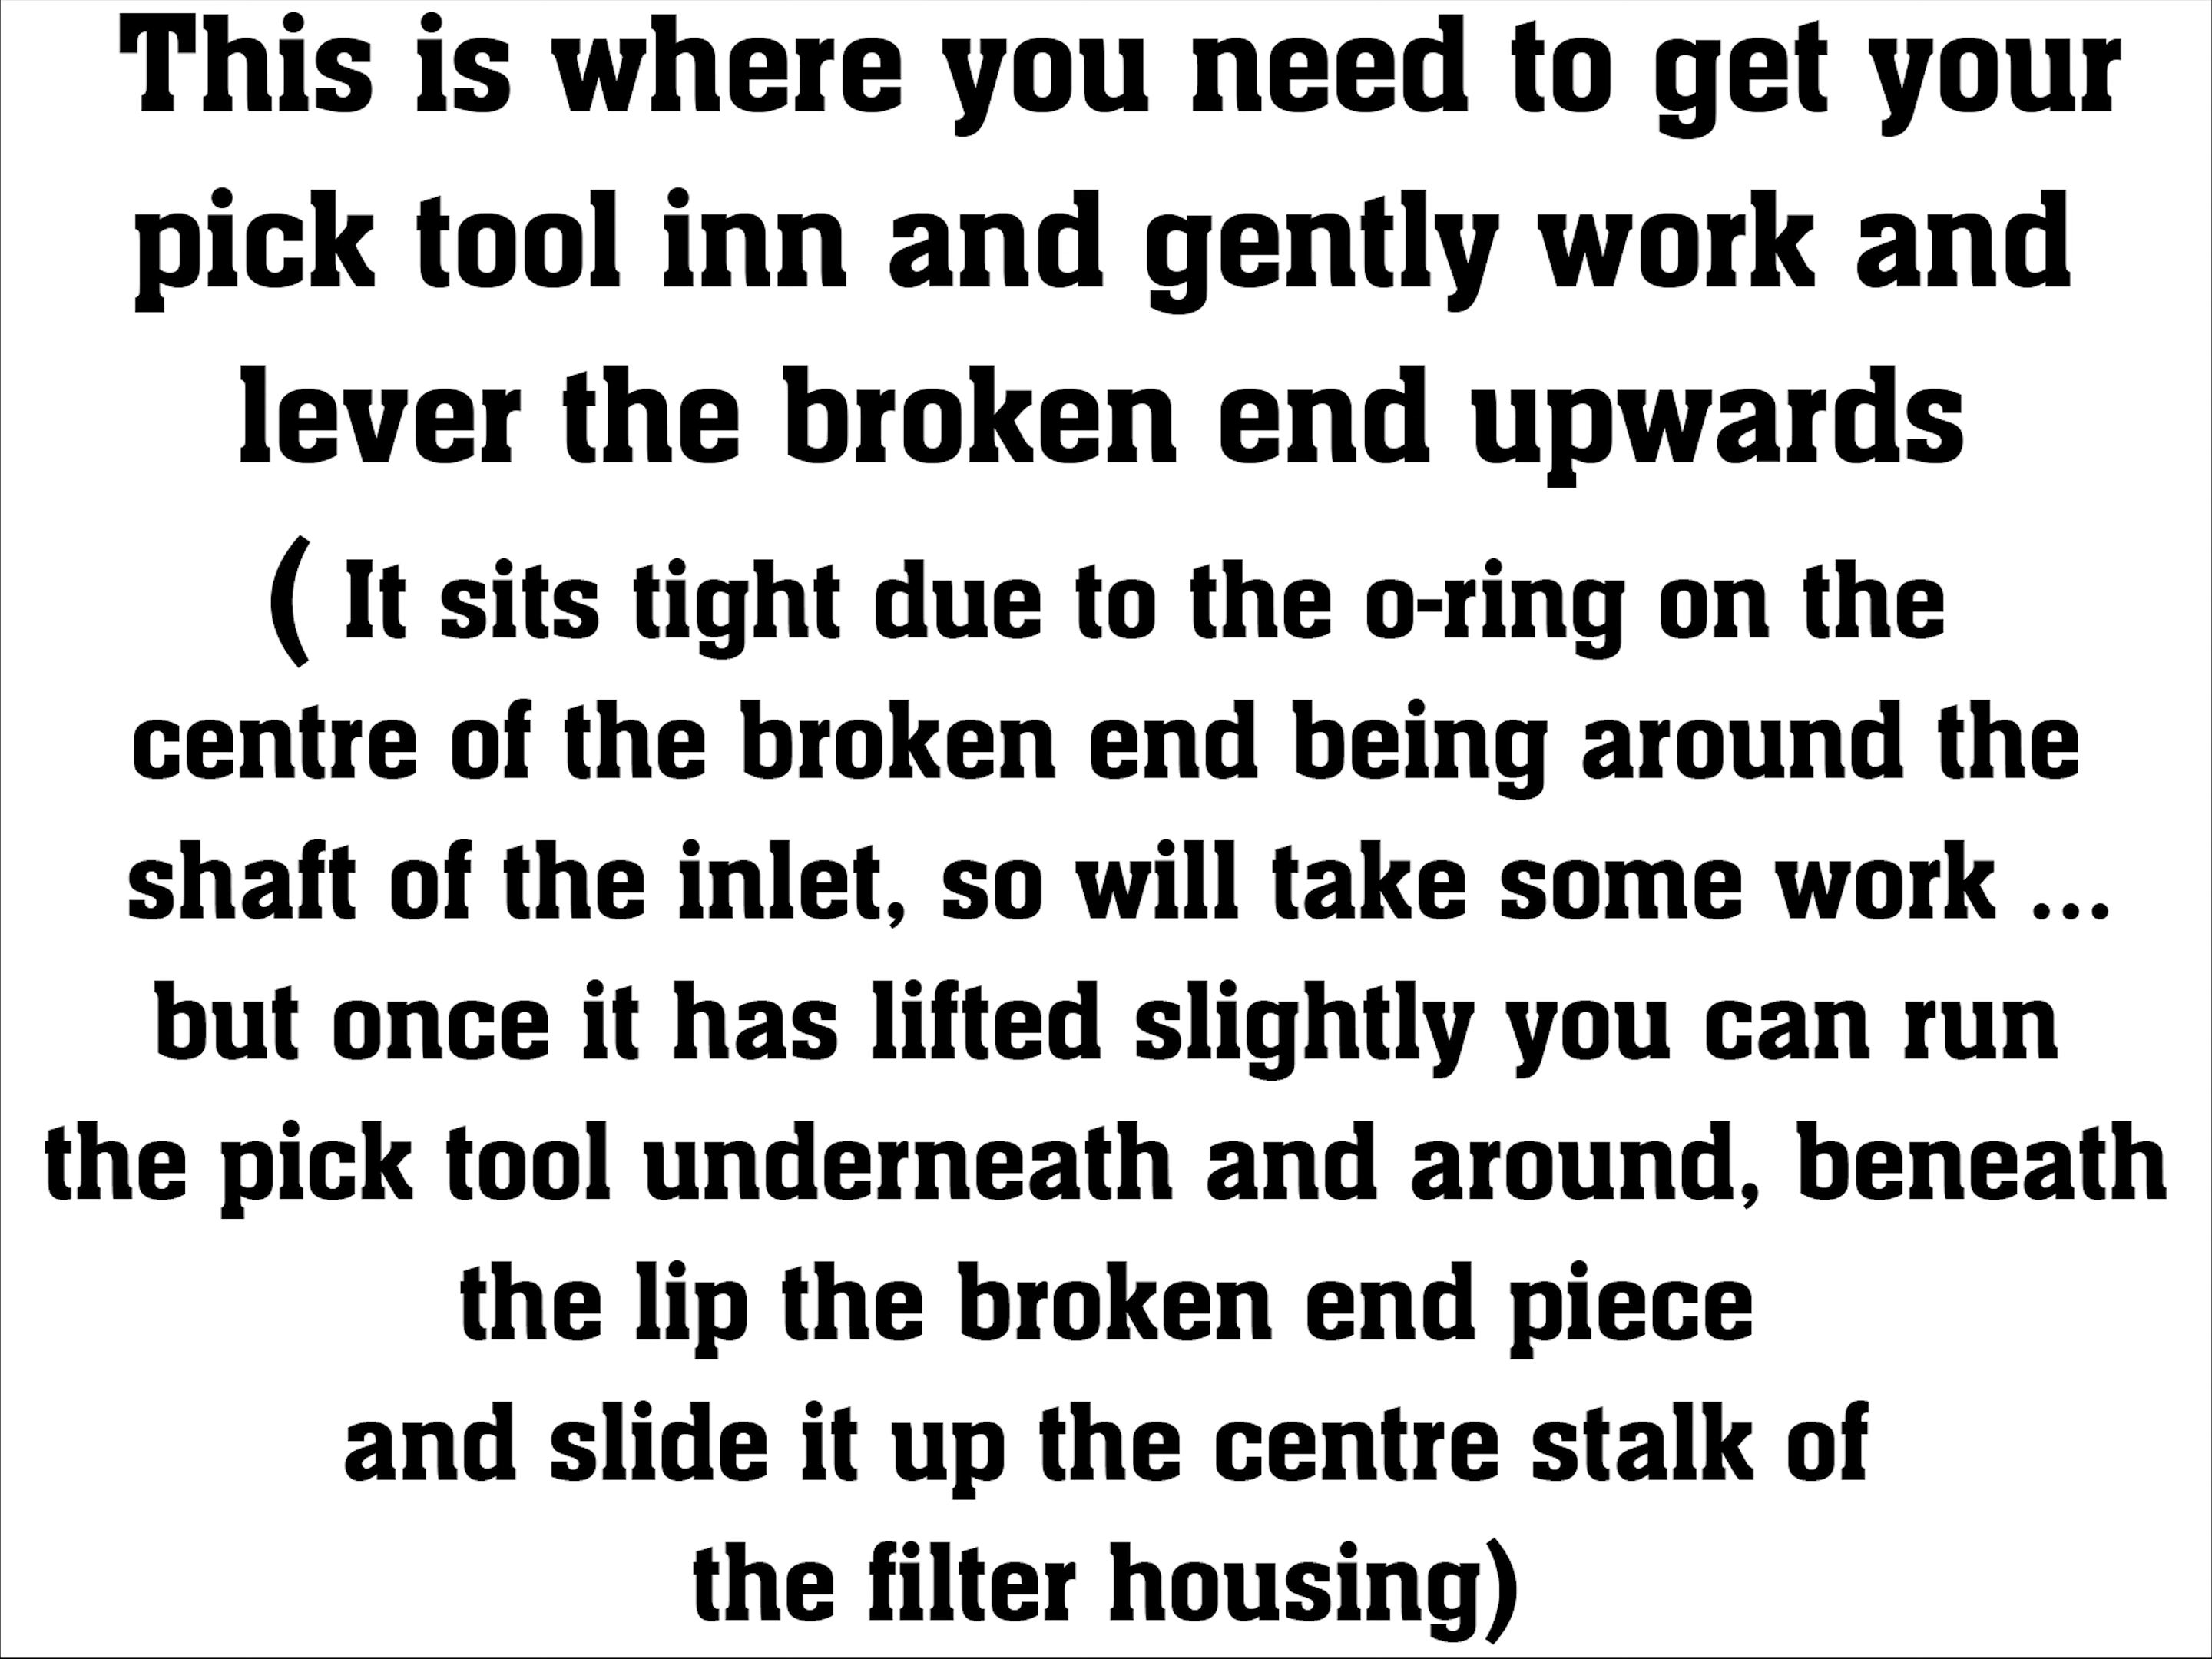 This is where you need to get your
pick tool inn and gently work and
lever the broken end upwards
( It sits tight due to the o-ring on the
centre of the broken end being around the
shaft of the inlet, so will take some work ...
but once it has lifted slightly you can run
the pick tool underneath and around, beneath
the lip the broken end piece
and slide it up the centre stalk of
the filter housing)